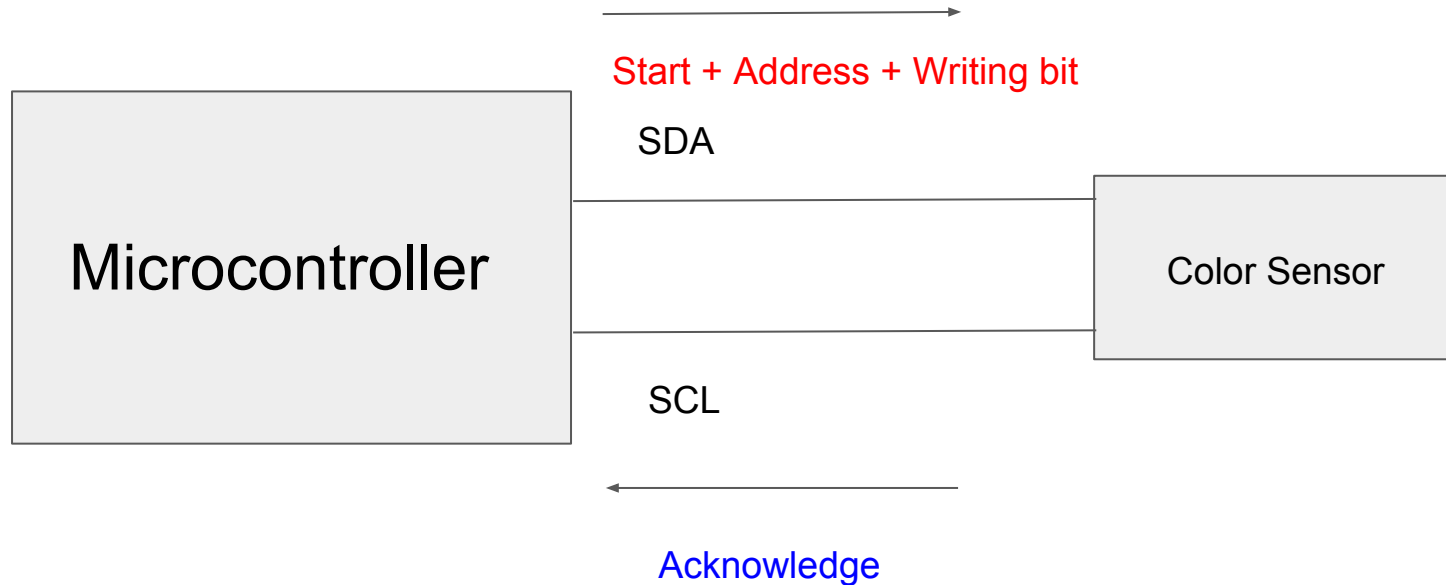 Start + Address + Writing bit
SDA
Microcontroller
Color Sensor
SCL
Acknowledge